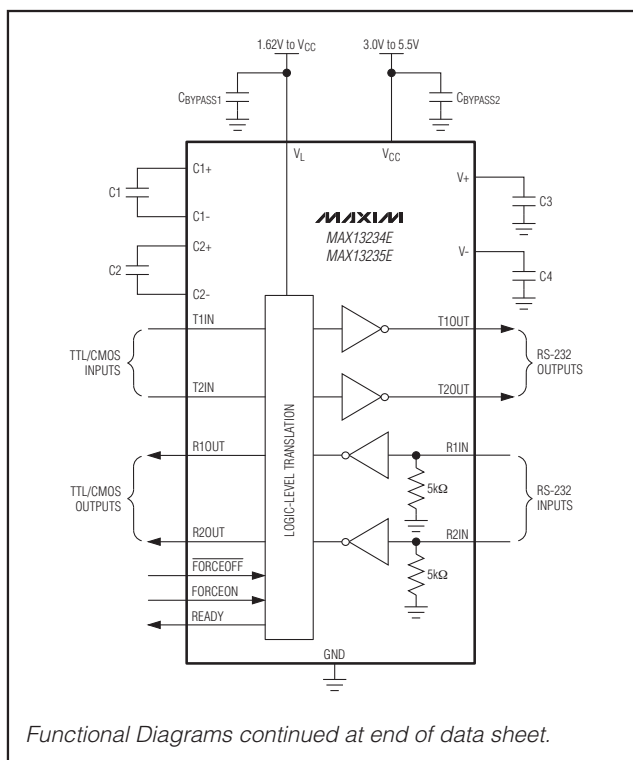 1.62V to VCC
3.0V to 5.5V
CBYPASS1
CBYPASS2
VL
VCC
C1+
C1
C1-
C2+
C2
C2-
V+
C3
V-
C4
MAXIM
MAX13234E
MAX13235E
T1IN
T1OUT
TTL/CMOS
INPUTS
RS-232
OUTPUTS
T2IN
T2OUT
LOGIC-LEVEL TRANSLATION
R1OUT
R1IN
5kΩ
TTL/CMOS
OUTPUTS
RS-232
INPUTS
R2OUT
R2IN
5kΩ
FORCEOFF
FORCEON
READY
GND
Functional Diagrams continued at end of data sheet.